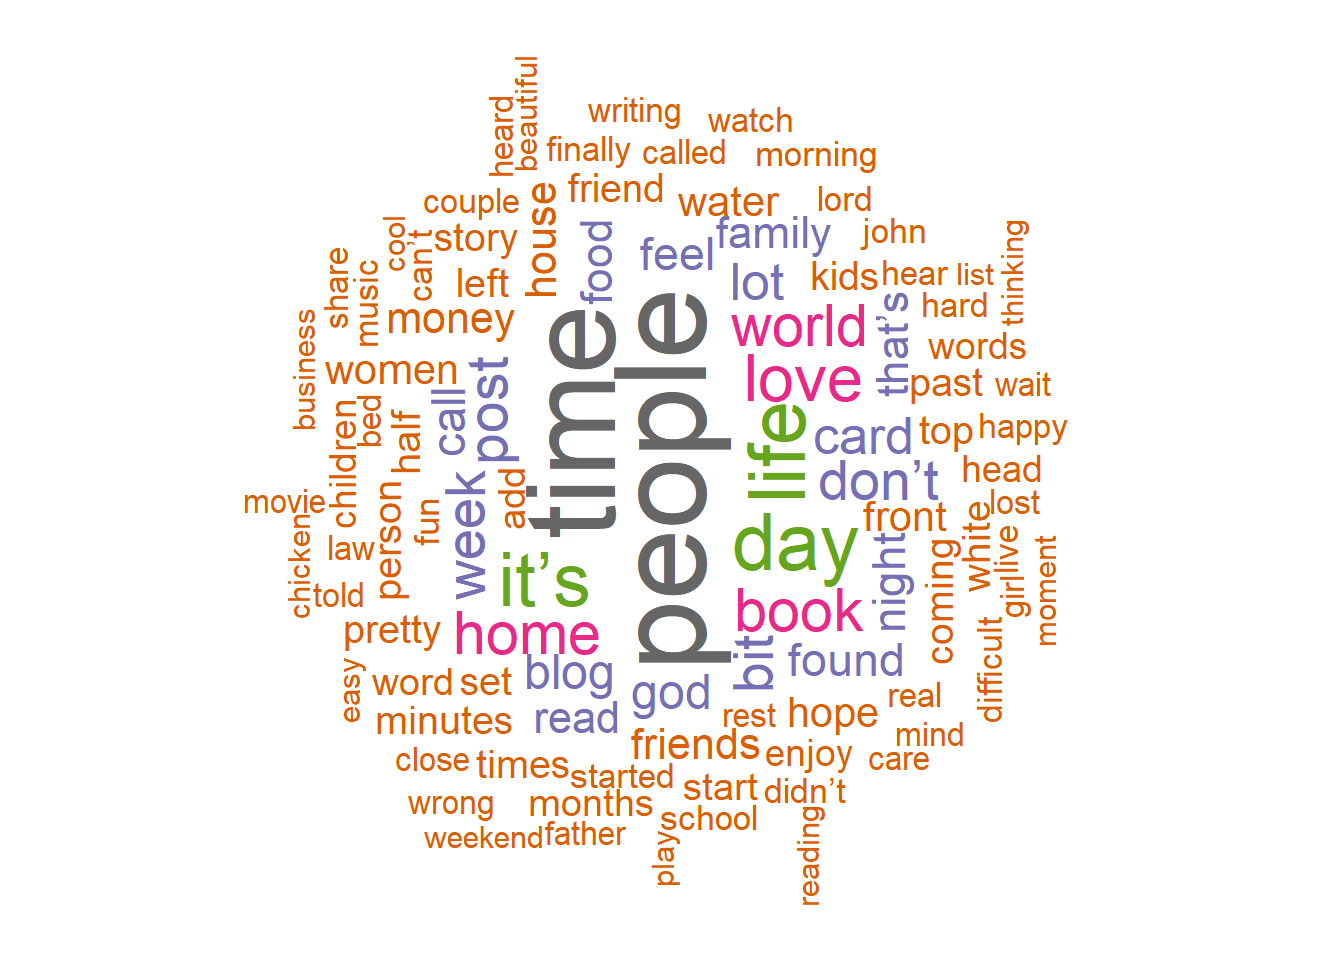 beautiful
heard
writing
watch
finally
called
morning
couple
house
friend
water
lord
cool
can’t
story
food
feel
family
john
thinking
share
music
left
lot
kids
hear
list
money
time
people
world
that’s
hard
business
women
love
words
call
post
past
wait
bed
children
half
life
card
top
happy
movie
person
week
add
don’t
head
fun
front
lost
chicken
law
it’s
day
night
coming
white
girl
live
moment
told
pretty
home
book
bit
found
difficult
easy
word
set
blog
god
real
minutes
read
rest
hope
mind
friends
enjoy
care
close
times
started
start
didn’t
wrong
months
school
weekend
father
play
reading